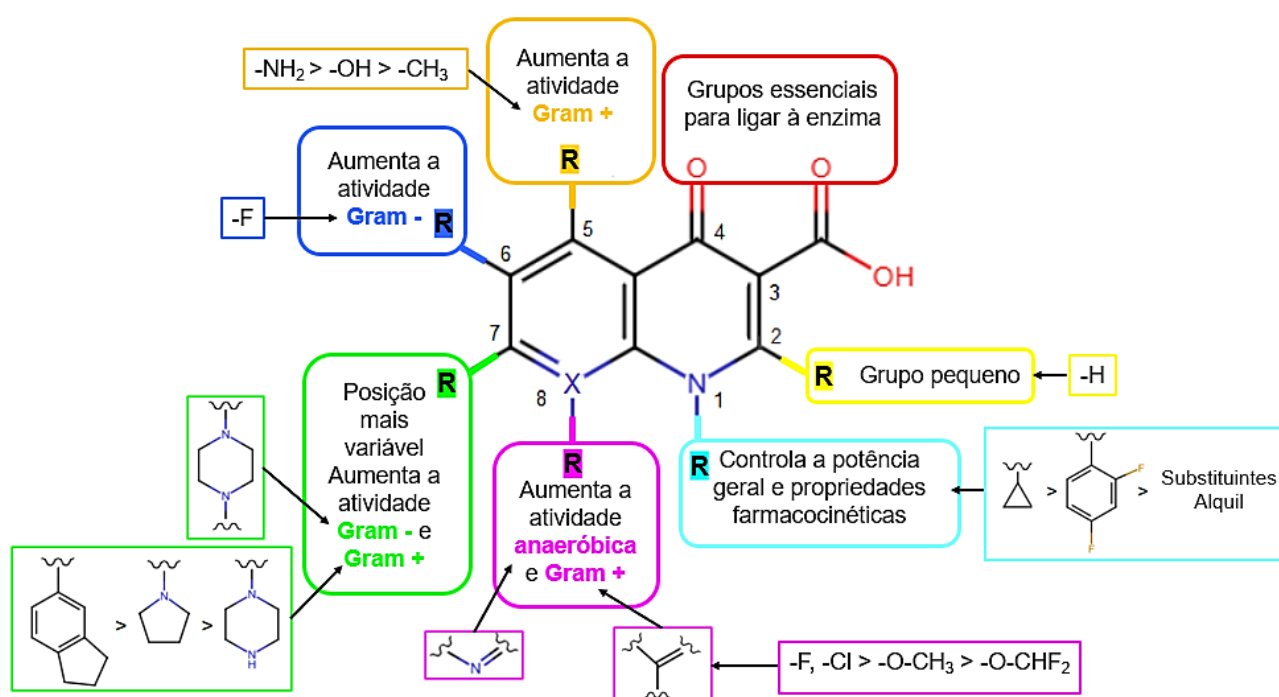 -NH₂ > -OH > -CH₃
Aumenta a
atividade
Gram +
R
Grupos essenciais
para ligar à enzima
Aumenta a
atividade
Gram -
R
-F
O
O
OH
5
4
6
3
7
2
8
X
N
1
R
Grupo pequeno
-H
R
Posição
mais
variável
Aumenta a
atividade
Gram - e
Gram +
N
N
N
>
>
N
NH
R
Aumenta a
atividade
anaeróbica
e Gram +
N
-F, -Cl > -O-CH₃ > -O-CHF₂
R
Controla a potência
geral e propriedades
farmacocinéticas
>
F
F
>
Substituintes
Alquil